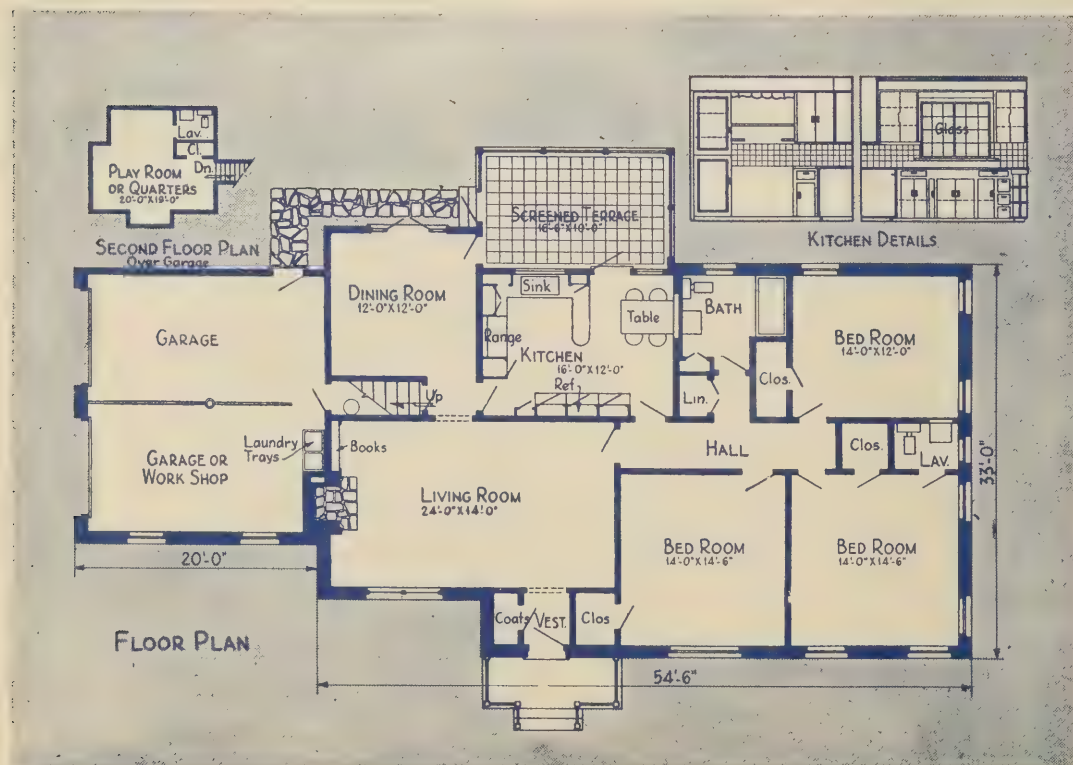 Lav.
Cl.
Dn.
PLAY ROOM
OR QUARTERS
20'-0"X19'-0"
SECOND FLOOR PLAN
Over Garage
Glass
KITCHEN DETAILS
SCREENED TERRACE
16'-6"X10'-0"
DINING ROOM
12'-0"X12'-0"
Sink
Table
Range
KITCHEN
16'-0"X12'-0"
Ref.
BATH
Lin.
Clos.
BED ROOM
14'-0"X12'-0"
GARAGE
UP
Laundry
Trays
Books
GARAGE OR
WORK SHOP
HALL
Clos.
LAV.
33'-0"
LIVING ROOM
24'-0"X14'-0"
BED ROOM
14'-0"X14'-6"
BED ROOM
14'-0"X14'-6"
20'-0"
Coats
VEST.
Clos
FLOOR PLAN
54'-6"